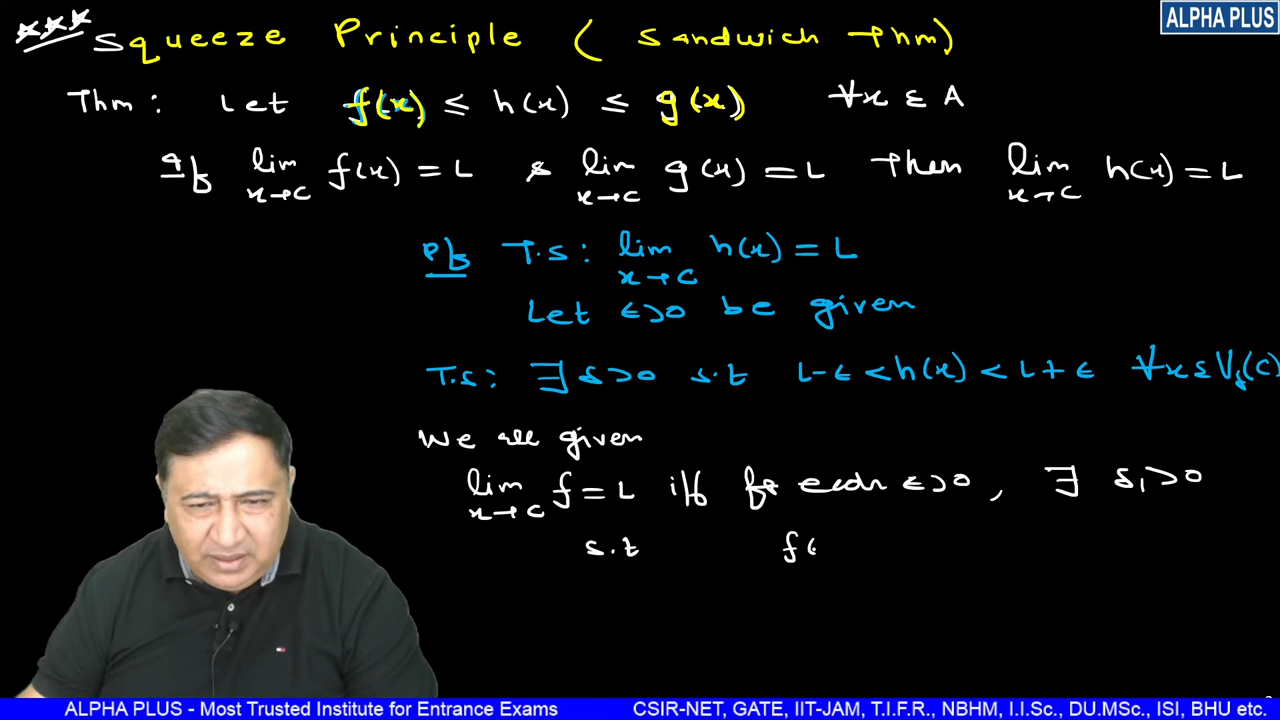 *** Squeeze Principle ( Sandwich Thm)
ALPHA PLUS
Thm : Let f(x) ≤ h(x) ≤ g(x) ∀x ∈ A
If lim x→c f(x) = L & lim x→c g(x) = L Then lim x→c h(x) = L
Pf T.S : lim x→c h(x) = L
Let ε>0 be given
T.S : ∃ δ>0 s.t L-ε < h(x) < L+ε ∀x ∈ Vδ(c)
We are given
lim x→c f = L iff for each ε>0 , ∃ δ₁>0
s.t f(
ALPHA PLUS - Most Trusted Institute for Entrance Exams CSIR-NET, GATE, IIT-JAM, T.I.F.R., NBHM, I.I.Sc., DU.MSc., ISI, BHU etc.